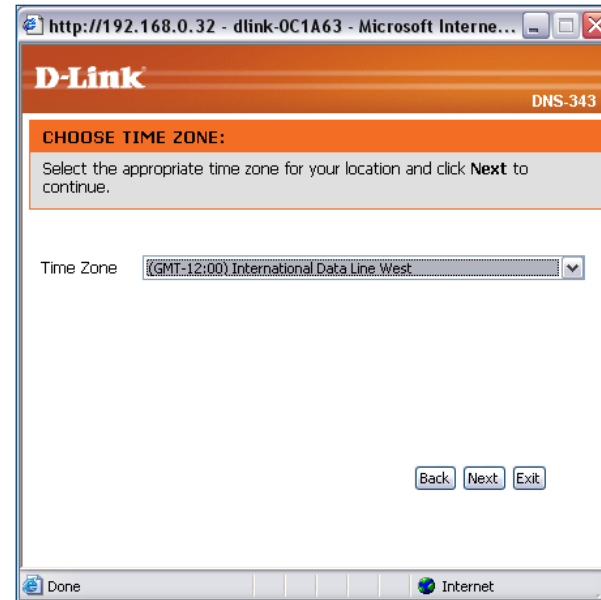 http://192.168.0.32 - dlink-0C1A63 - Microsoft Interne...
D-Link
DNS-343
CHOOSE TIME ZONE:
Select the appropriate time zone for your location and click Next to
continue.
Time Zone (GMT-12:00) International Data Line West
Back Next Exit
Done Internet